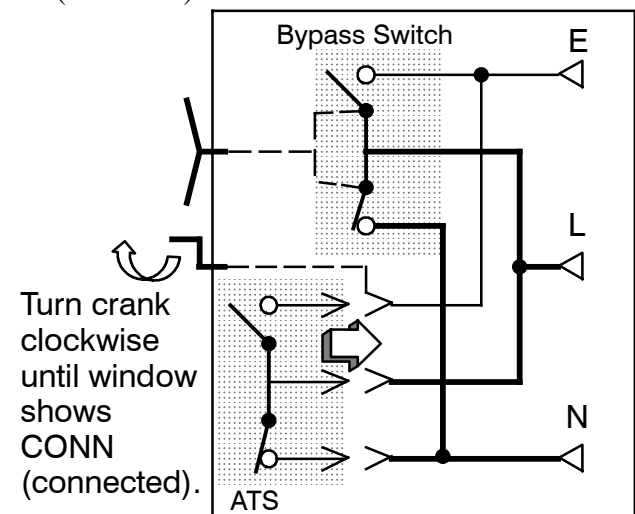 Bypass Switch
E
L
Turn crank
clockwise
until window
shows
CONN
(connected).
N
ATS